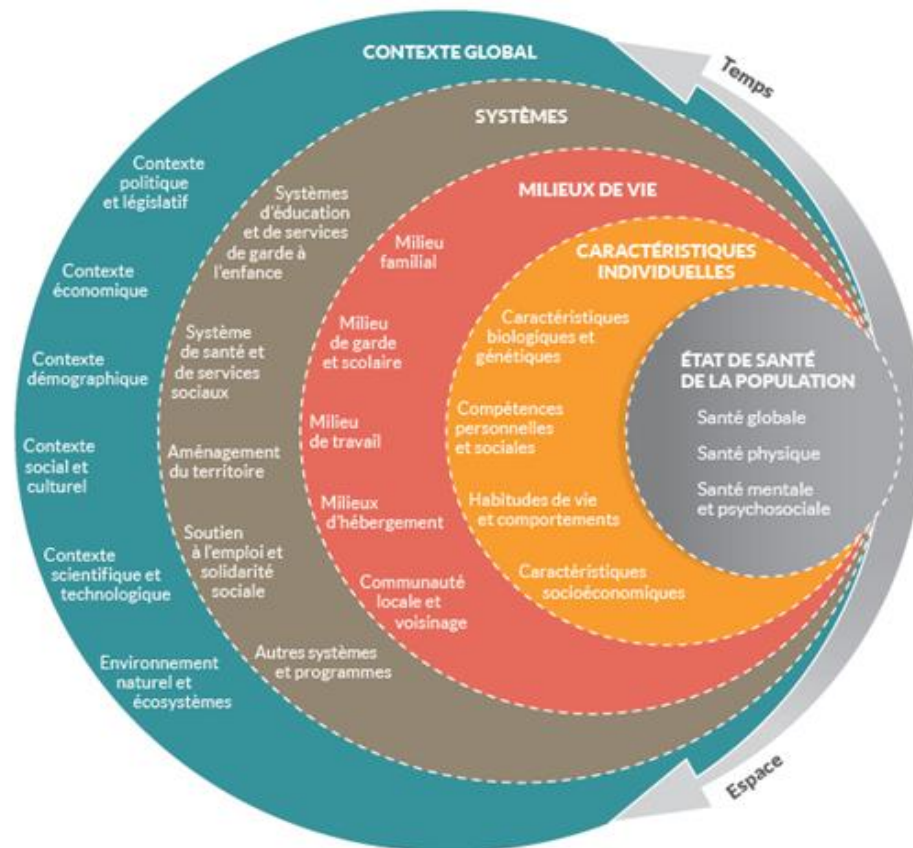 CONTEXTE GLOBAL
Temps
SYSTÈMES
MILIEUX DE VIE
CARACTÉRISTIQUES
INDIVIDUELLES
ÉTAT DE SANTÉ
DE LA POPULATION
Contexte
politique
et législatif
Contexte
économique
Contexte
démographique
Contexte
social et
culturel
Contexte
scientifique et
technologique
Environnement
naturel et
écosystèmes
Systèmes
d'éducation
et de services
de garde à
l'enfance
Système
de santé et
de services
sociaux
Aménagement
du territoire
Soutien
à l'emploi et
solidarité
sociale
Autres systèmes
et programmes
Milieu
familial
Milieu
de garde
et scolaire
Milieu
de travail
Milieux
d'hébergement
Communauté
locale et
voisinage
Caractéristiques
biologiques et
génétiques
Compétences
personnelles
et sociales
Habitudes de vie
et comportements
Caractéristiques
socioéconomiques
Santé globale
Santé physique
Santé mentale
et psychosociale
Espace